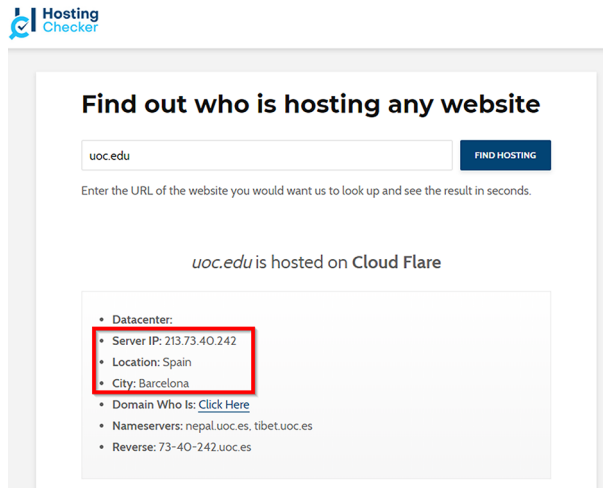 Hosting
Checker
Find out who is hosting any website
uoc.edu
FIND HOSTING
Enter the URL of the website you would want us to look up and see the result in seconds.
uoc.edu is hosted on Cloud Flare
Datacenter:
Server IP: 213.73.40.242
Location: Spain
City: Barcelona
Domain Who Is: Click Here
Nameservers: nepal.uoc.es, tibet.uoc.es
Reverse: 73-40-242.uoc.es